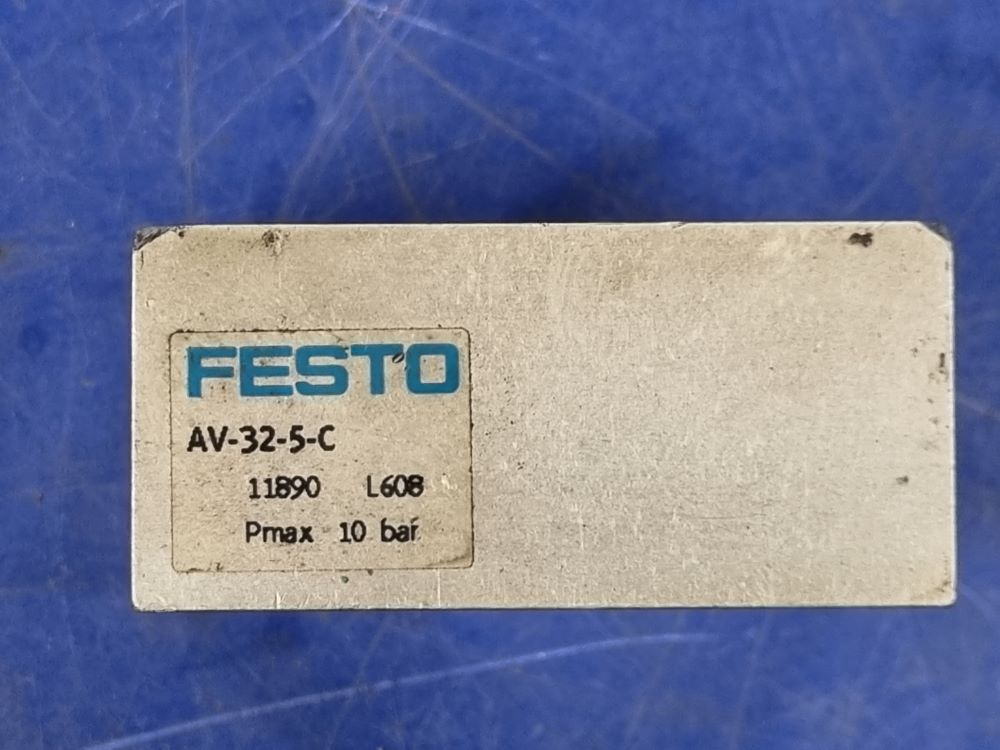 FESTO
AV-32-5-C
11890 L608
Pmax 10 bar